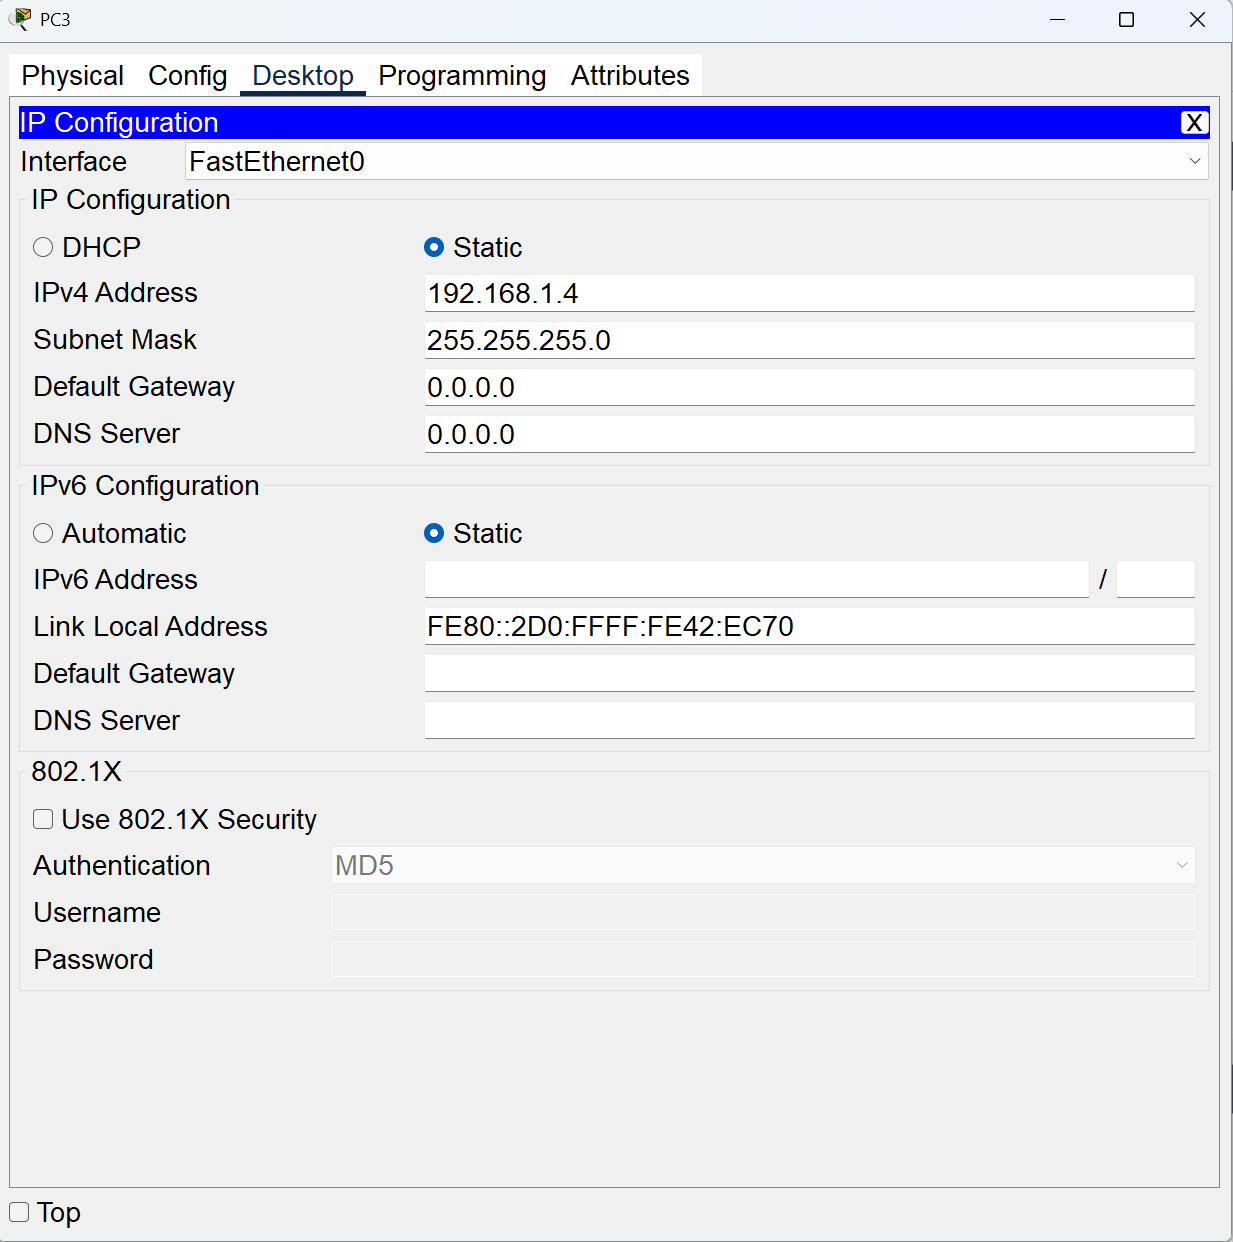 PC3
Physical Config Desktop Programming Attributes
IP Configuration X
Interface FastEthernet0
IP Configuration
DHCP Static
IPv4 Address 192.168.1.4
Subnet Mask 255.255.255.0
Default Gateway 0.0.0.0
DNS Server 0.0.0.0
IPv6 Configuration
Automatic Static
IPv6 Address /
Link Local Address FE80::2D0:FFFF:FE42:EC70
Default Gateway
DNS Server
802.1X
Use 802.1X Security
Authentication MD5
Username
Password
Top